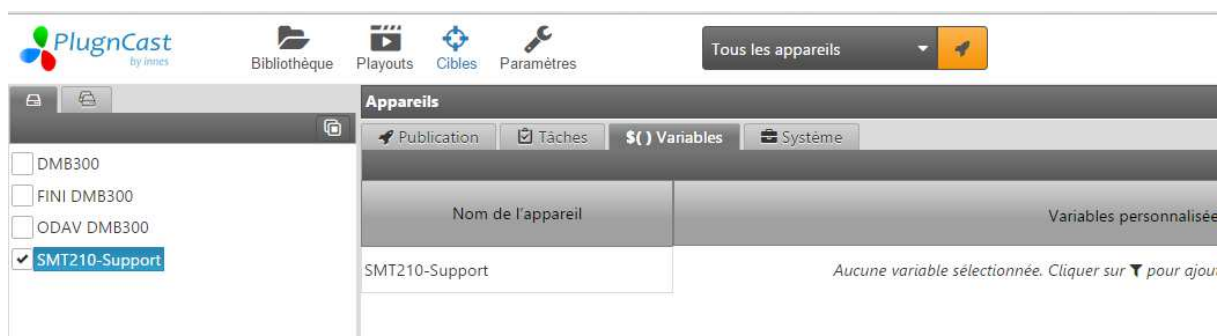 PlugnCast
by innes
Bibliothèque Playouts Cibles Paramètres
Tous les appareils
Appareils
Publication Tâches $( ) Variables Système
DMB300
FINI DMB300
ODAV DMB300
SMT210-Support
Nom de l'appareil Variables personnalisée
SMT210-Support Aucune variable sélectionnée. Cliquer sur pour ajou